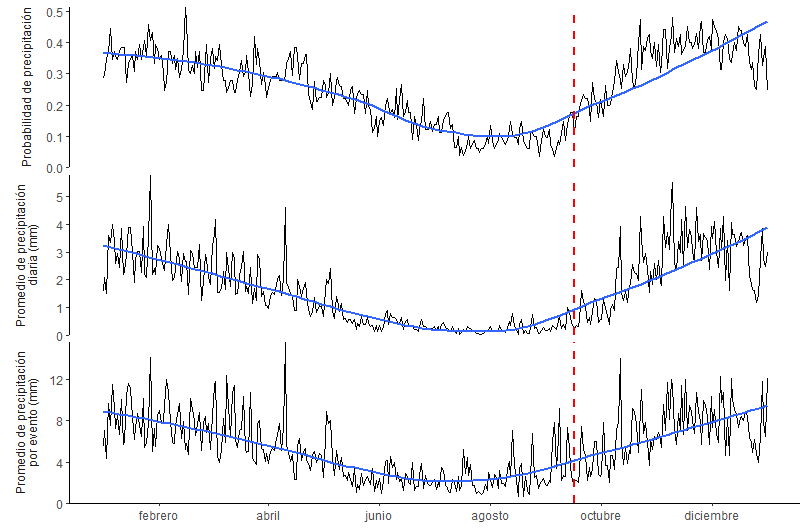 Probabilidad de precipitación
0.5
0.4
0.3
0.2
0.1
0.0
Promedio de precipitación
diaria (mm)
5
4
3
2
1
0
Promedio de precipitación
por evento (mm)
12
8
4
0
febrero abril junio agosto octubre diciembre